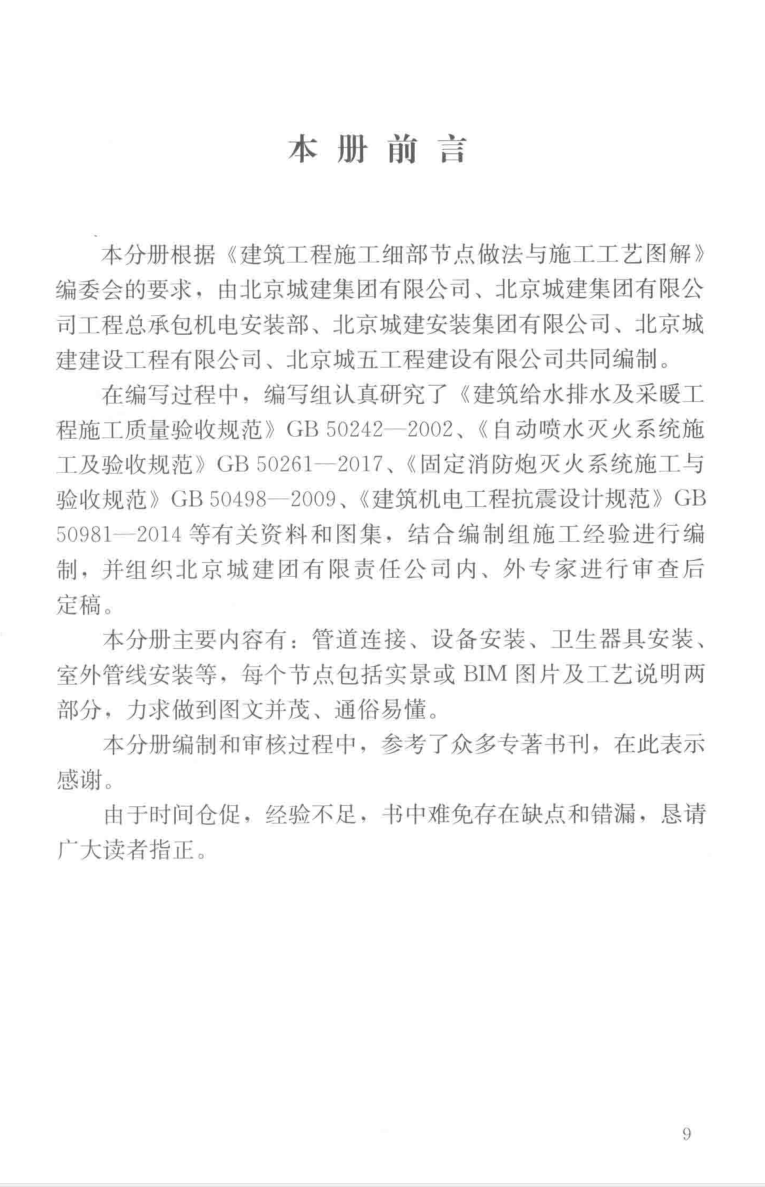 本册前言
本分册根据《建筑工程施工细部节点做法与施工工艺图解》
编委会的要求，由北京城建集团有限公司、北京城建集团有限公
司工程总承包机电安装部、北京城建安装集团有限公司、北京城
建建设工程有限公司、北京城五工程建设有限公司共同编制。
在编写过程中，编写组认真研究了《建筑给水排水及采暖工
程施工质量验收规范》GB 50242—2002、《自动喷水灭火系统施
工及验收规范》GB 50261—2017、《固定消防炮灭火系统施工与
验收规范》GB 50498—2009、《建筑机电工程抗震设计规范》GB
50981—2014 等有关资料和图集，结合编制组施工经验进行编
制，并组织北京城建团有限责任公司内、外专家进行审查后
定稿。
本分册主要内容有：管道连接、设备安装、卫生器具安装、
室外管线安装等，每个节点包括实景或 BIM 图片及工艺说明两
部分，力求做到图文并茂、通俗易懂。
本分册编制和审核过程中，参考了众多专著书刊，在此表示
感谢。
由于时间仓促，经验不足，书中难免存在缺点和错漏，恳请
广大读者指正。
9